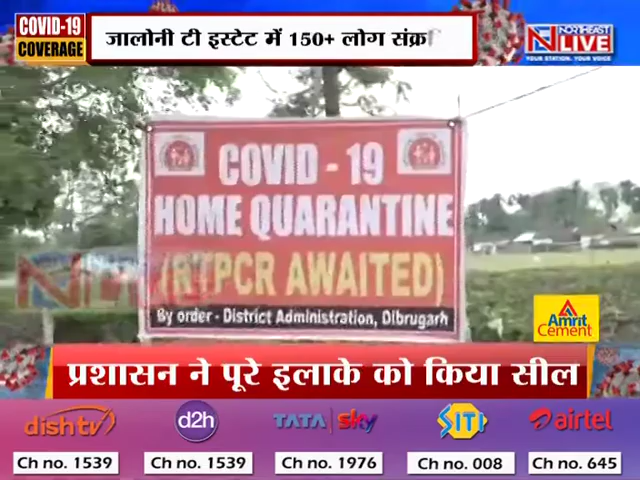 COVID-19
COVERAGE
जालोनी टी इस्टेट में 150+ लोग संक्र
NORTHEAST
LIVE
YOUR STATION. YOUR VOICE
COVID - 19
HOME QUARANTINE
(RTPCR AWAITED)
By order - District Administration, Dibrugarh
Amrit
Cement
प्रशासन ने पूरे इलाके को किया सील
dishtv
d2h
TATA sky
SITI
airtel
Ch no. 1539
Ch no. 1539
Ch no. 1976
Ch no. 008
Ch no. 645